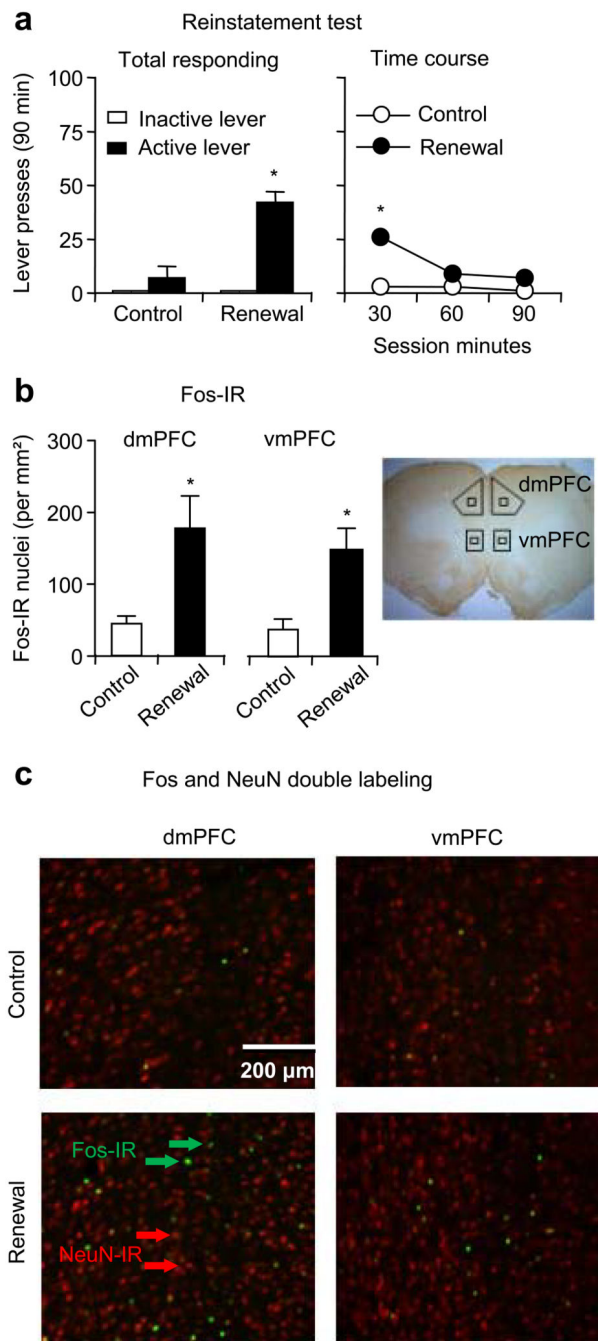 a
Reinstatement test
Total responding
Time course
Lever presses (90 min)
100
75
50
25
0
Inactive lever
Active lever
*
Control
Renewal
Control
Renewal
*
30
60
90
Session minutes
b
Fos-IR
dmPFC
vmPFC
Fos-IR nuclei (per mm²)
300
200
100
0
*
*
Control
Renewal
Control
Renewal
dmPFC
vmPFC
c
Fos and NeuN double labeling
dmPFC
vmPFC
Control
200 µm
Renewal
Fos-IR
NeuN-IR